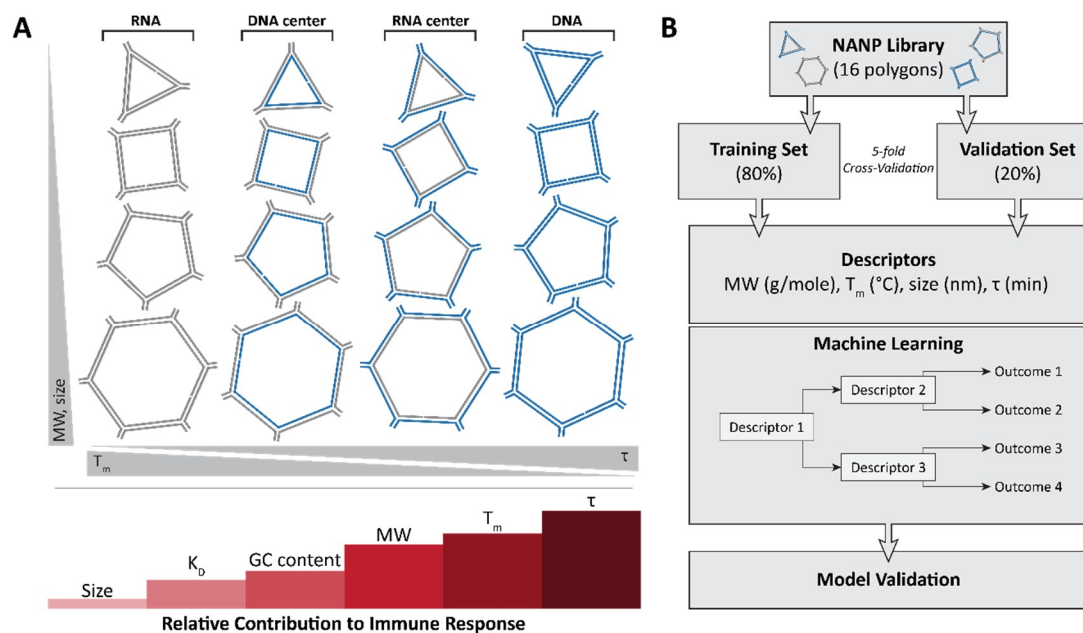 A
RNA
DNA center
RNA center
DNA
MW, size
Tm
τ
Size
KD
GC content
MW
Tm
τ
Relative Contribution to Immune Response
B
NANP Library
(16 polygons)
Training Set
(80%)
5-fold
Cross-Validation
Validation Set
(20%)
Descriptors
MW (g/mole), Tm (°C), size (nm), τ (min)
Machine Learning
Descriptor 1
Descriptor 2
Descriptor 3
Outcome 1
Outcome 2
Outcome 3
Outcome 4
Model Validation